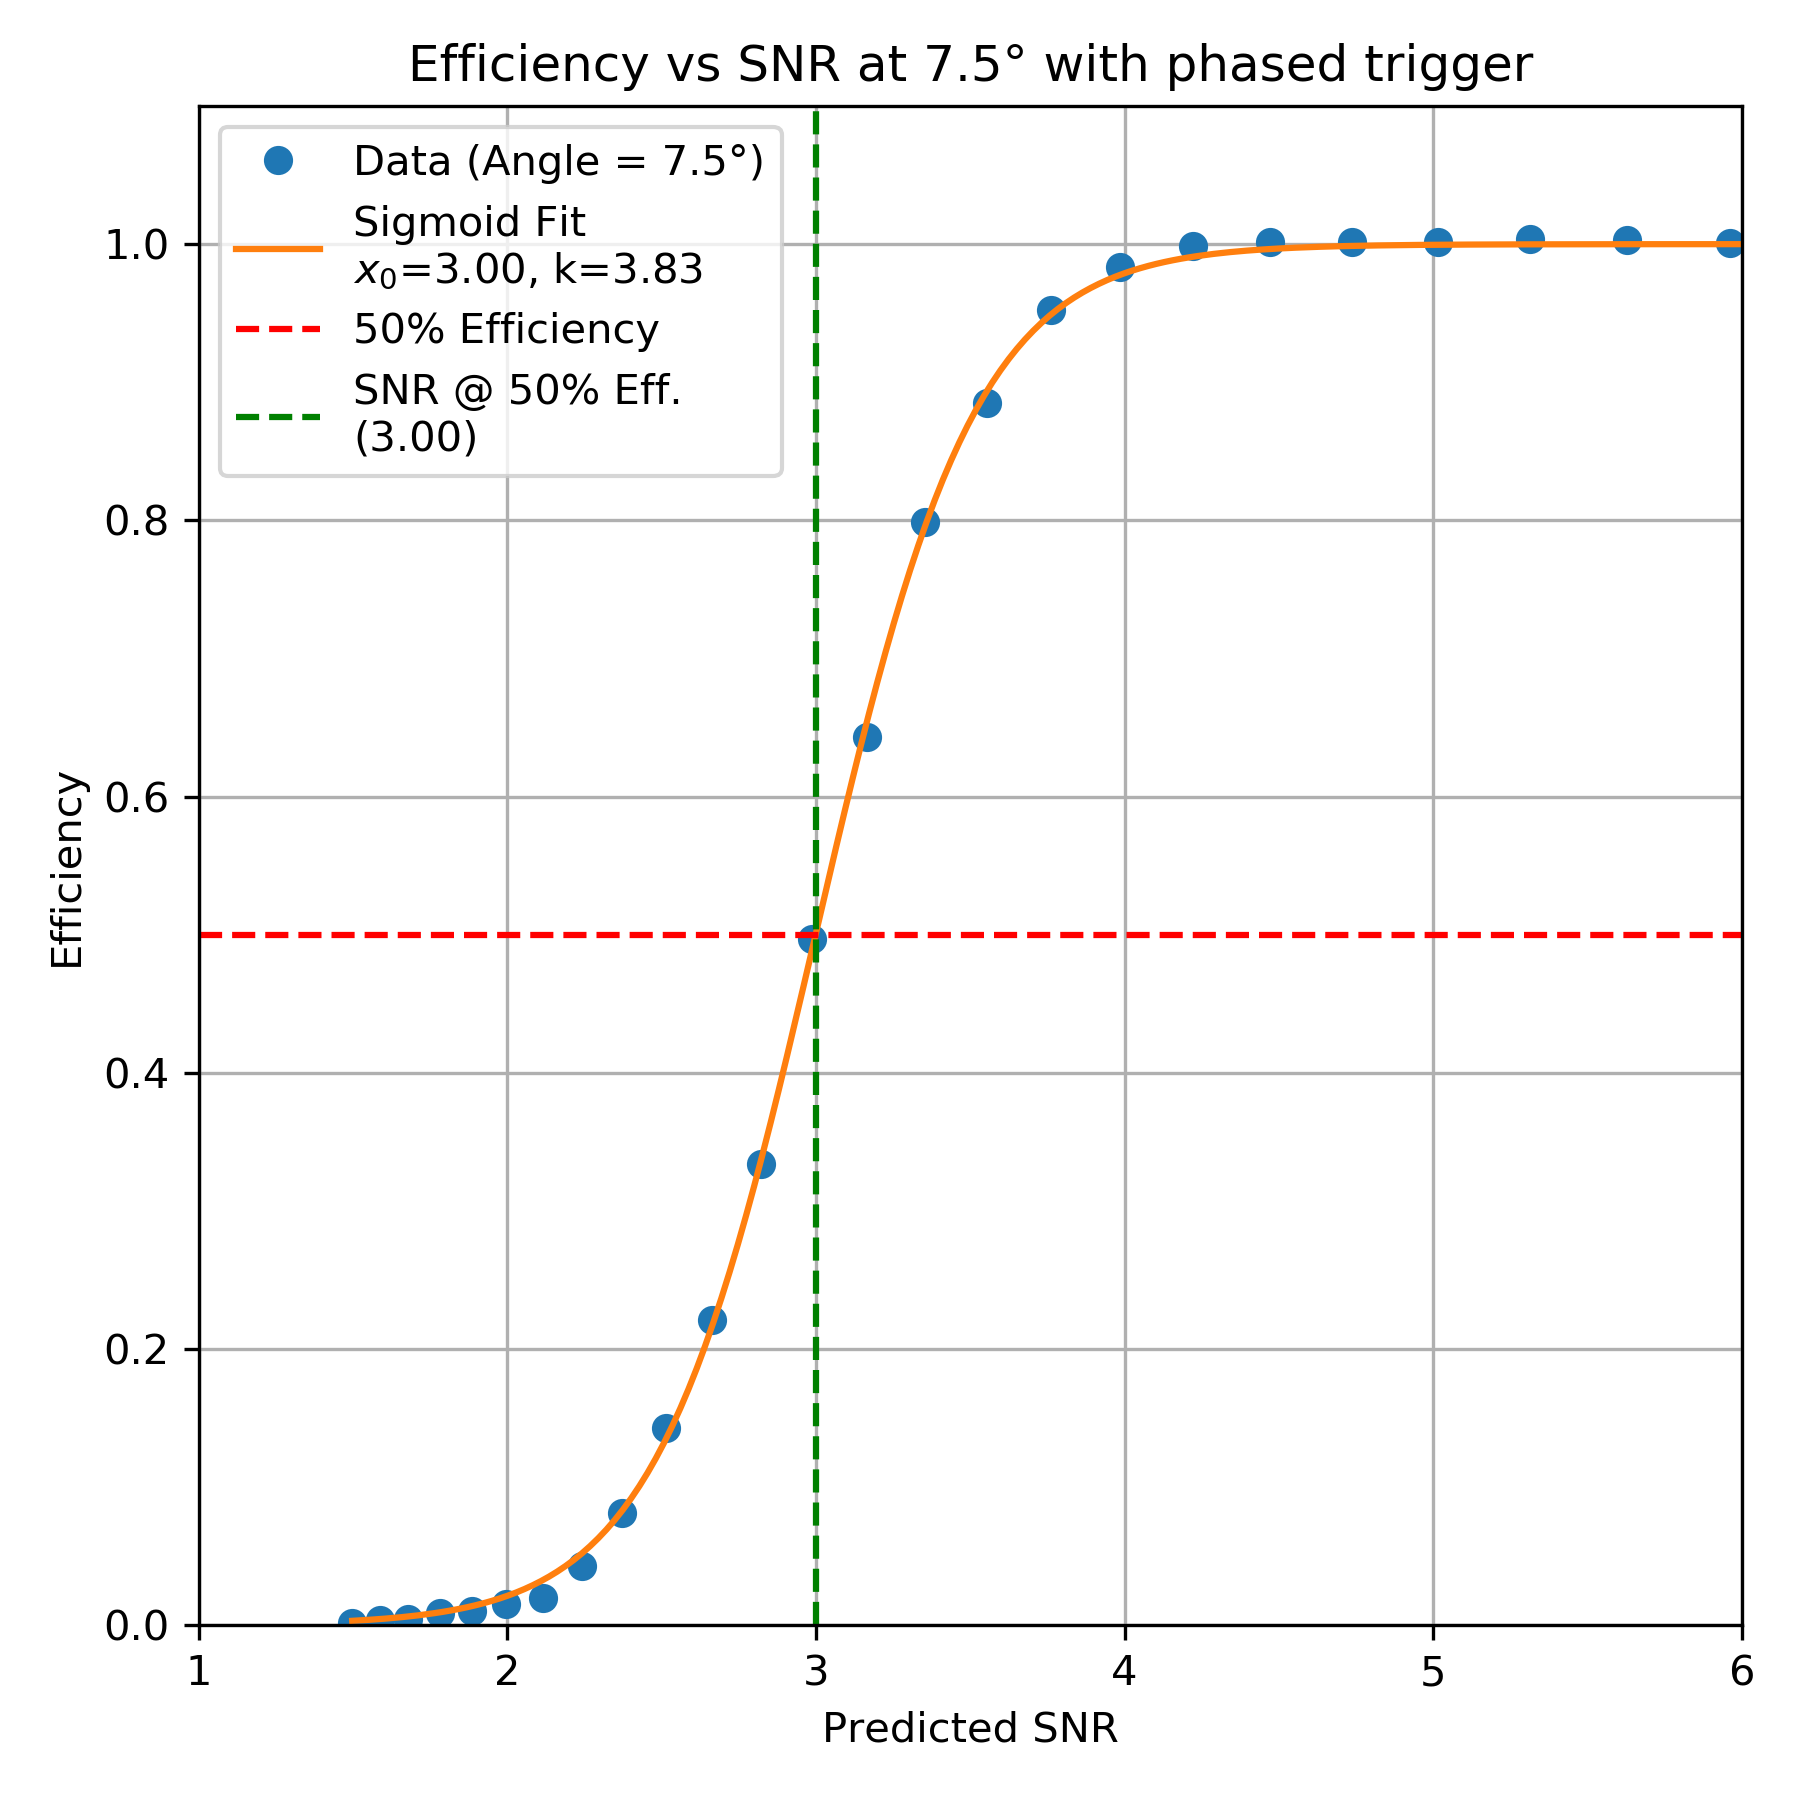 Efficiency vs SNR at 7.5° with phased trigger
Data (Angle = 7.5°)
Sigmoid Fit
x₀=3.00, k=3.83
50% Efficiency
SNR @ 50% Eff.
(3.00)
Efficiency
1.0
0.8
0.6
0.4
0.2
0.0
1 2 3 4 5 6
Predicted SNR